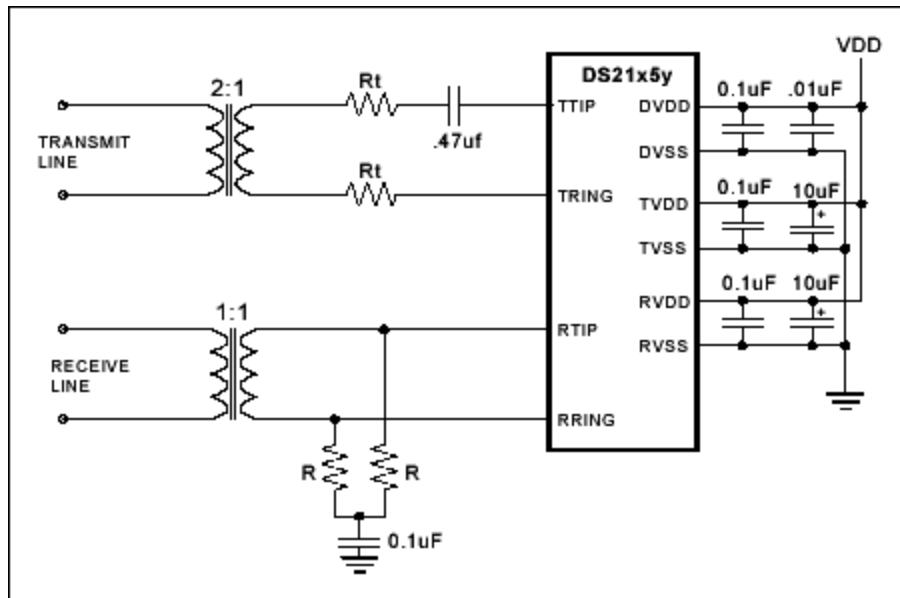 VDD
DS21x5y
Rt
2:1
0.1uF .01uF
TTIP DVDD
.47uf
TRANSMIT
LINE
DVSS
Rt
0.1uF 10uF
+
TRING TVDD
TVSS
0.1uF 10uF
+
1:1
RVDD
RTIP
RECEIVE
LINE
RVSS
RRING
R R
0.1uF